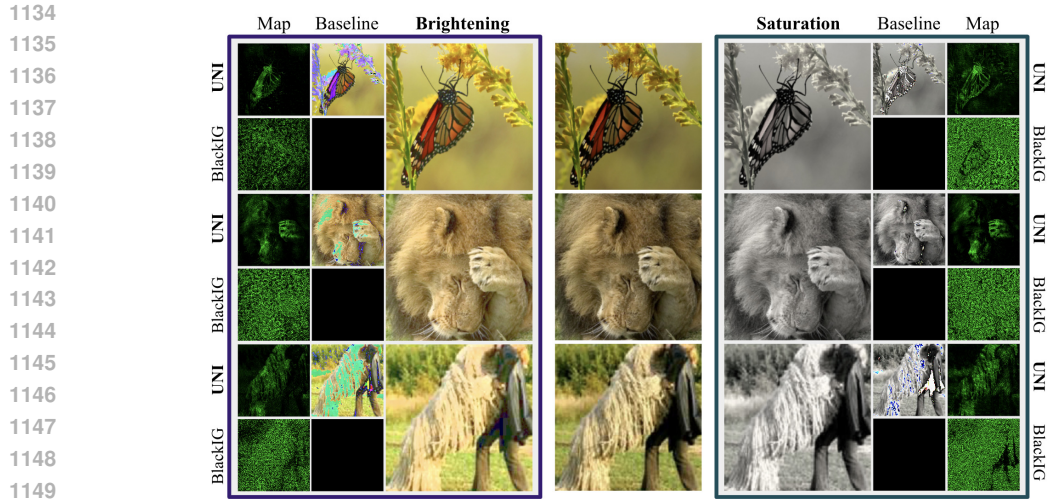 1134
1135
1136
1137
1138
1139
1140
1141
1142
1143
1144
1145
1146
1147
1148
1149
Map Baseline Brightening Saturation Baseline Map
UNI UNI
BlackIG BlackIG
UNI UNI
BlackIG BlackIG
UNI UNI
BlackIG BlackIG